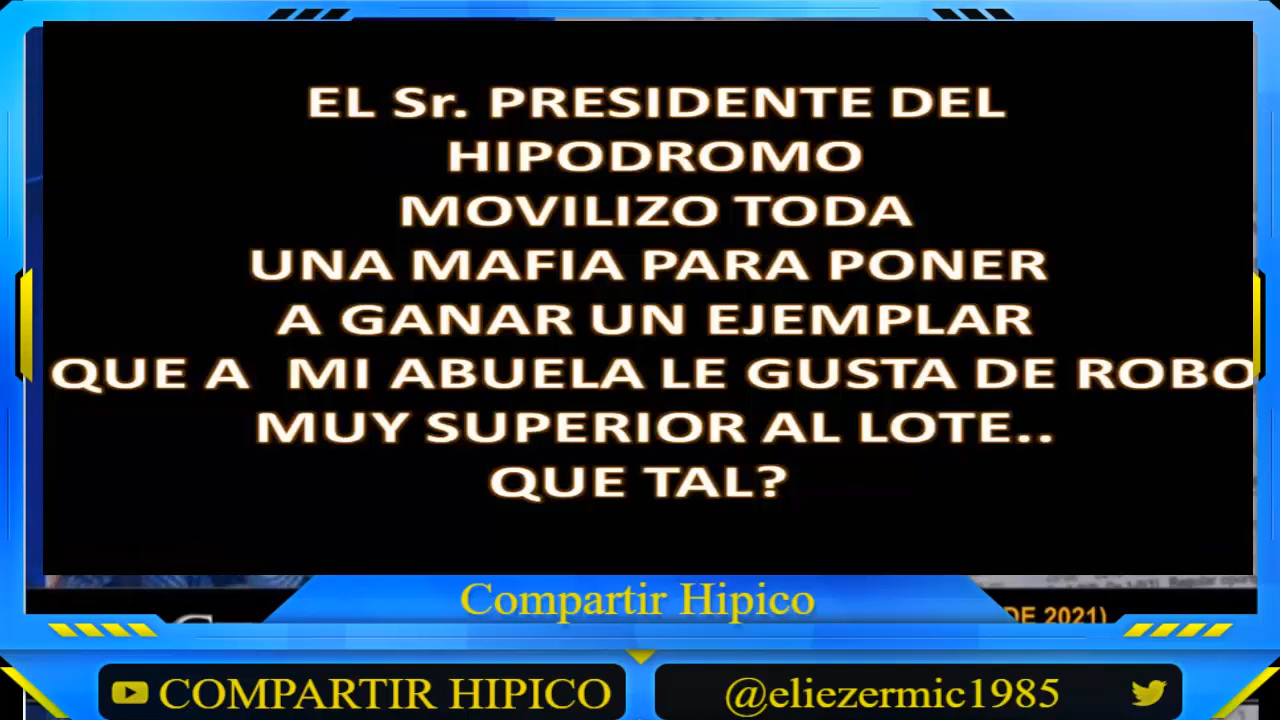 EL Sr. PRESIDENTE DEL
HIPODROMO
MOVILIZO TODA
UNA MAFIA PARA PONER
A GANAR UN EJEMPLAR
QUE A MI ABUELA LE GUSTA DE ROBO
MUY SUPERIOR AL LOTE..
QUE TAL?
Compartir Hipico
DE 2021)
COMPARTIR HIPICO
@eliezermic1985